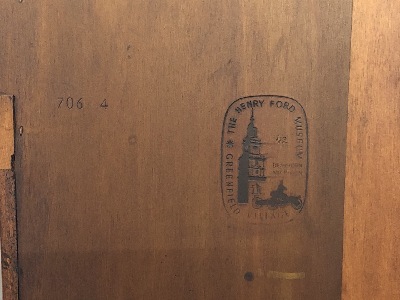 706 4
THE HENRY FORD MUSEUM
& GREENFIELD VILLAGE